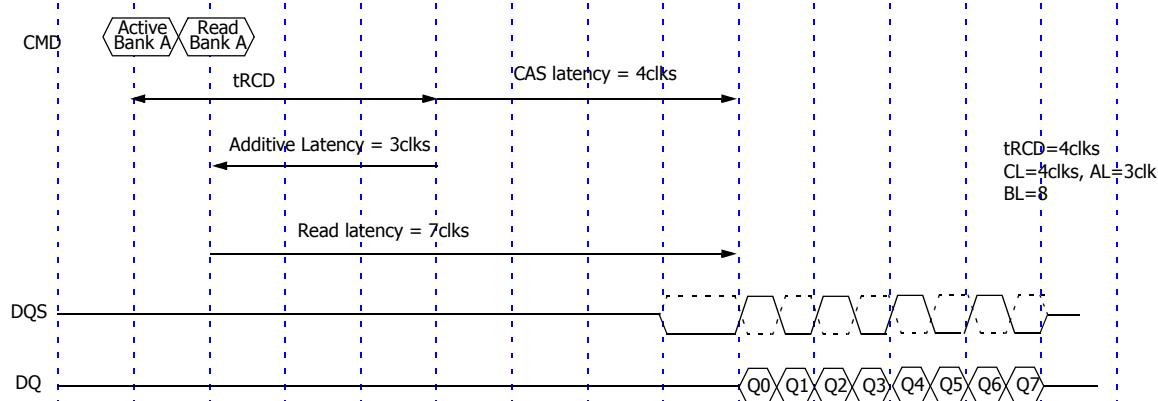 CMD
Active
Bank A
Read
Bank A
tRCD
CAS latency = 4clks
Additive Latency = 3clks
tRCD=4clks
CL=4clks, AL=3clk
BL=8
Read latency = 7clks
DQS
DQ
Q0 Q1 Q2 Q3 Q4 Q5 Q6 Q7